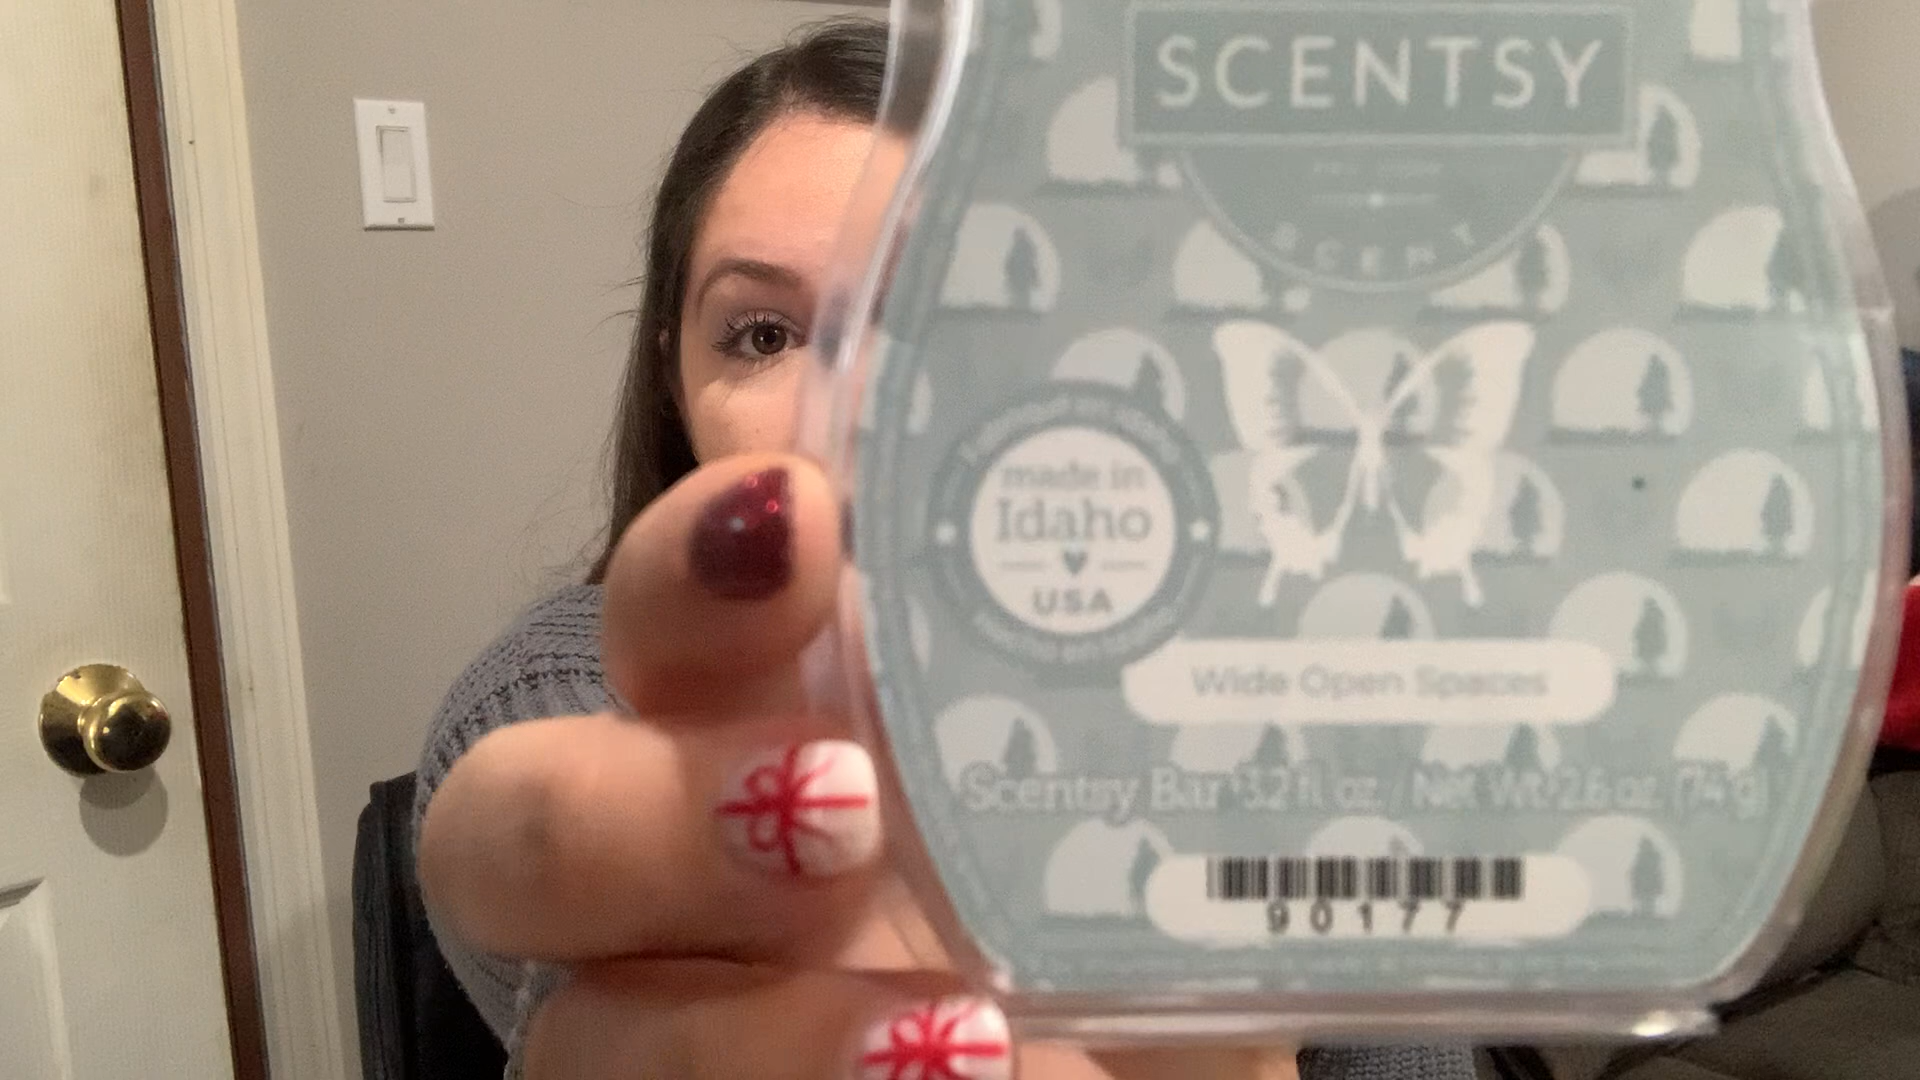 SCENTSY
SCENT
made in
Idaho
USA
Wide Open Spaces
Scentsy Bar 3.2 fl oz / Net Wt 2.6 oz (74 g)
90177